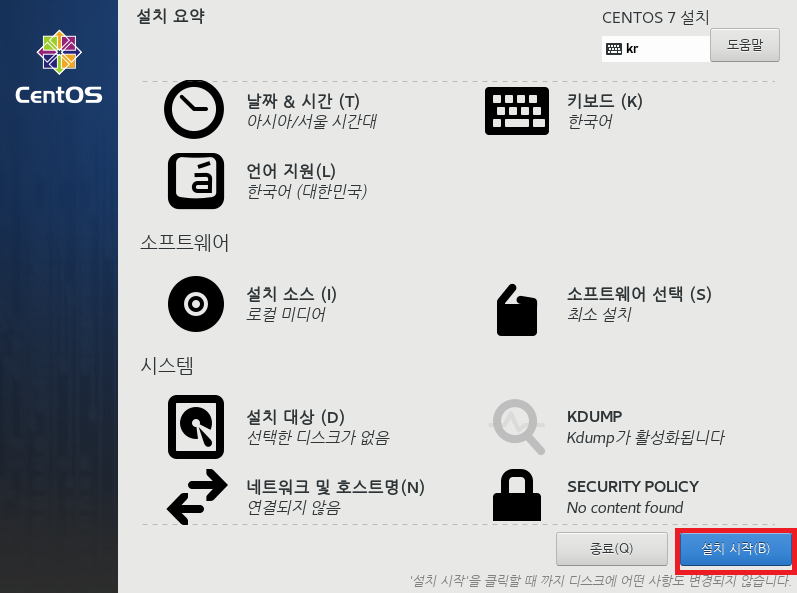 설치 요약
CENTOS 7 설치
kr
도움말
CentOS
날짜 & 시간 (T)
아시아/서울 시간대
키보드 (K)
한국어
á
언어 지원(L)
한국어 (대한민국)
소프트웨어
설치 소스 (I)
로컬 미디어
소프트웨어 선택 (S)
최소 설치
시스템
설치 대상 (D)
선택한 디스크가 없음
KDUMP
Kdump가 활성화됩니다
네트워크 및 호스트명(N)
연결되지 않음
SECURITY POLICY
No content found
종료(Q)
설치 시작(B)
'설치 시작'을 클릭할 때 까지 디스크에 어떤 사항도 변경되지 않습니다.